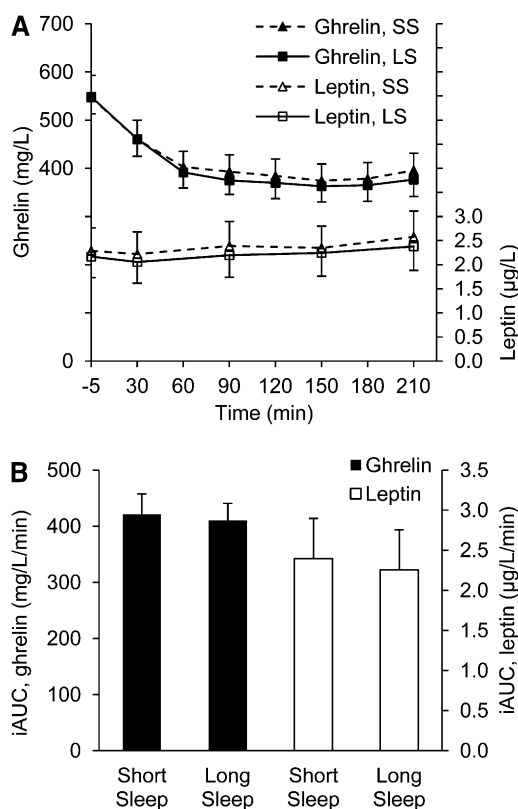 A
700
600
500
400
0
Ghrelin (mg/L)
Ghrelin, SS
Ghrelin, LS
Leptin, SS
Leptin, LS
3.0
2.5
2.0
1.5
1.0
0.5
0.0
Leptin (µg/L)
-5 30 60 90 120 150 180 210
Time (min)
B
500
400
300
200
100
0
iAUC, ghrelin (mg/L/min)
Ghrelin
Leptin
3.5
3.0
2.5
2.0
1.5
1.0
0.5
0.0
iAUC, leptin (µg/L/min)
Short Long Short Long
Sleep Sleep Sleep Sleep